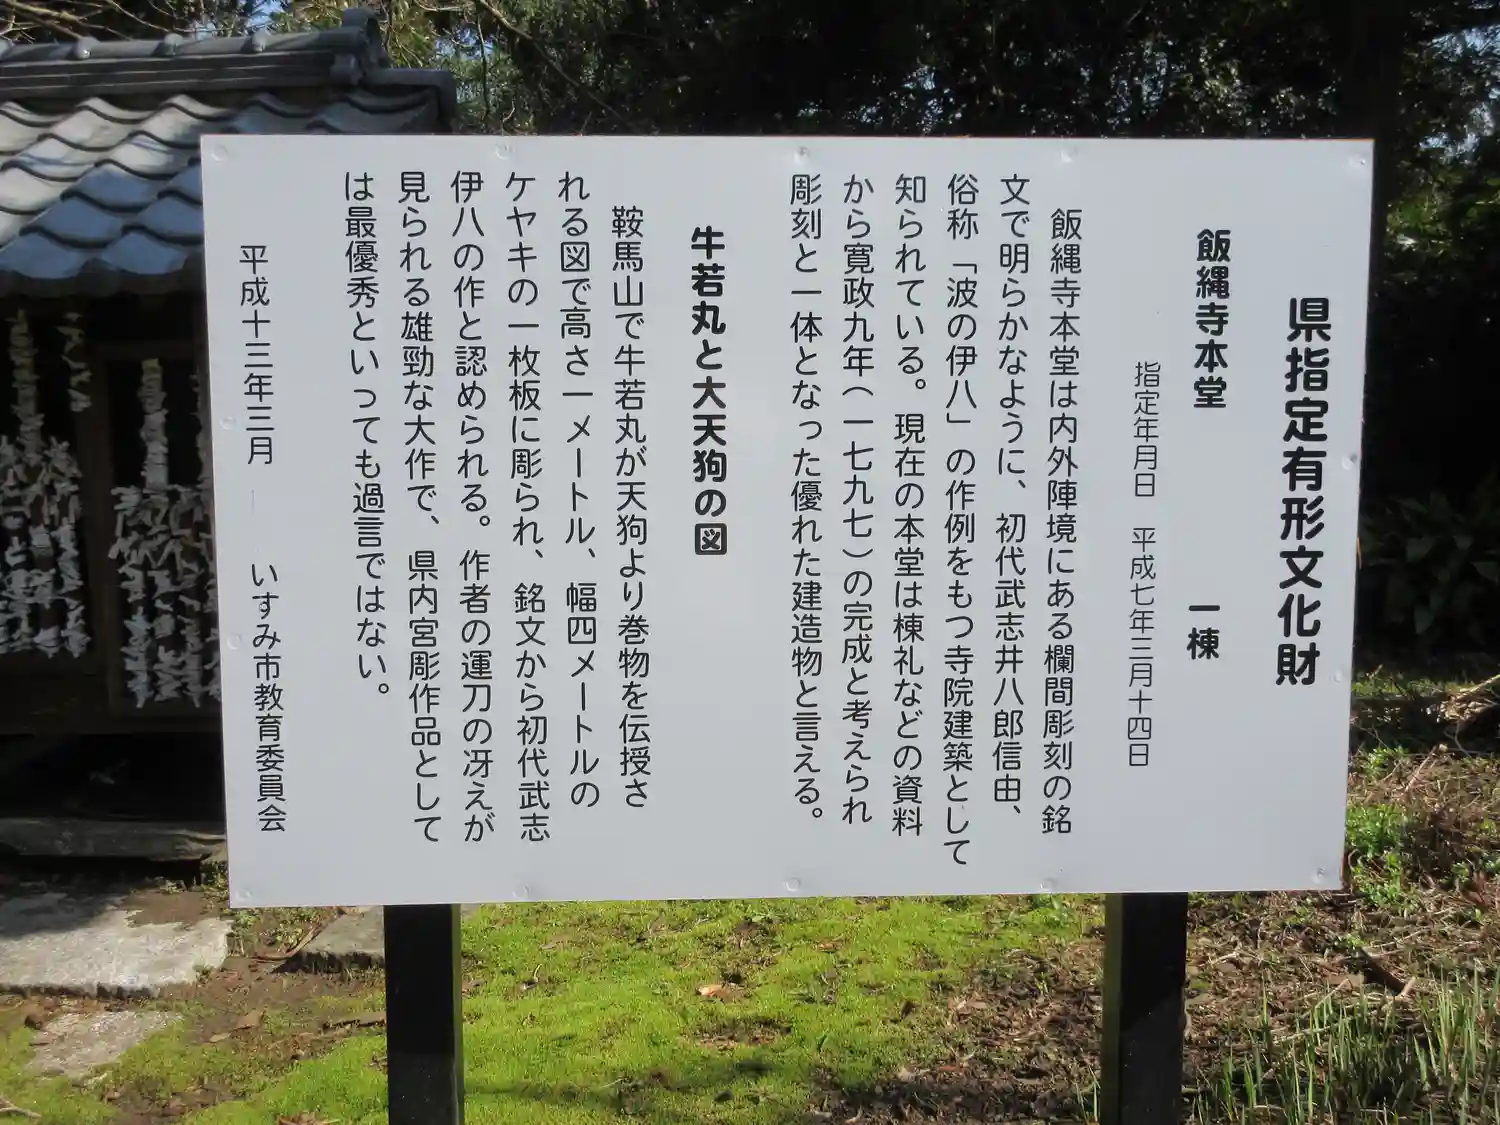 県指定有形文化財
飯縄寺本堂　一棟
指定年月日　平成七年三月十四日
飯縄寺本堂は内外陣境にある欄間彫刻の銘
文で明らかなように、初代武志井八郎信由、
俗称「波の伊八」の作例をもつ寺院建築として
知られている。現在の本堂は棟礼などの資料
から寛政九年（一七九七）の完成と考えられ
彫刻と一体となった優れた建造物と言える。
牛若丸と大天狗の図
鞍馬山で牛若丸が天狗より巻物を伝授さ
れる図で高さ一メートル、幅四メートルの
ケヤキの一枚板に彫られ、銘文から初代武志
伊八の作と認められる。作者の運刀の冴えが
見られる雄勁な大作で、県内宮彫作品として
は最優秀といっても過言ではない。
平成十三年三月　いすみ市教育委員会